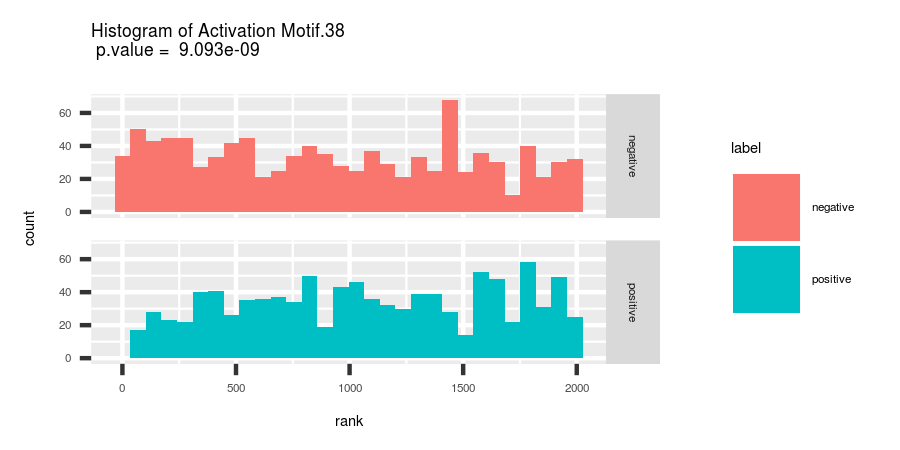 Histogram of Activation Motif.38
p.value = 9.093e-09
count
60
40
20
0
negative
60
40
20
0
positive
0 500 1000 1500 2000
rank
label
negative
positive